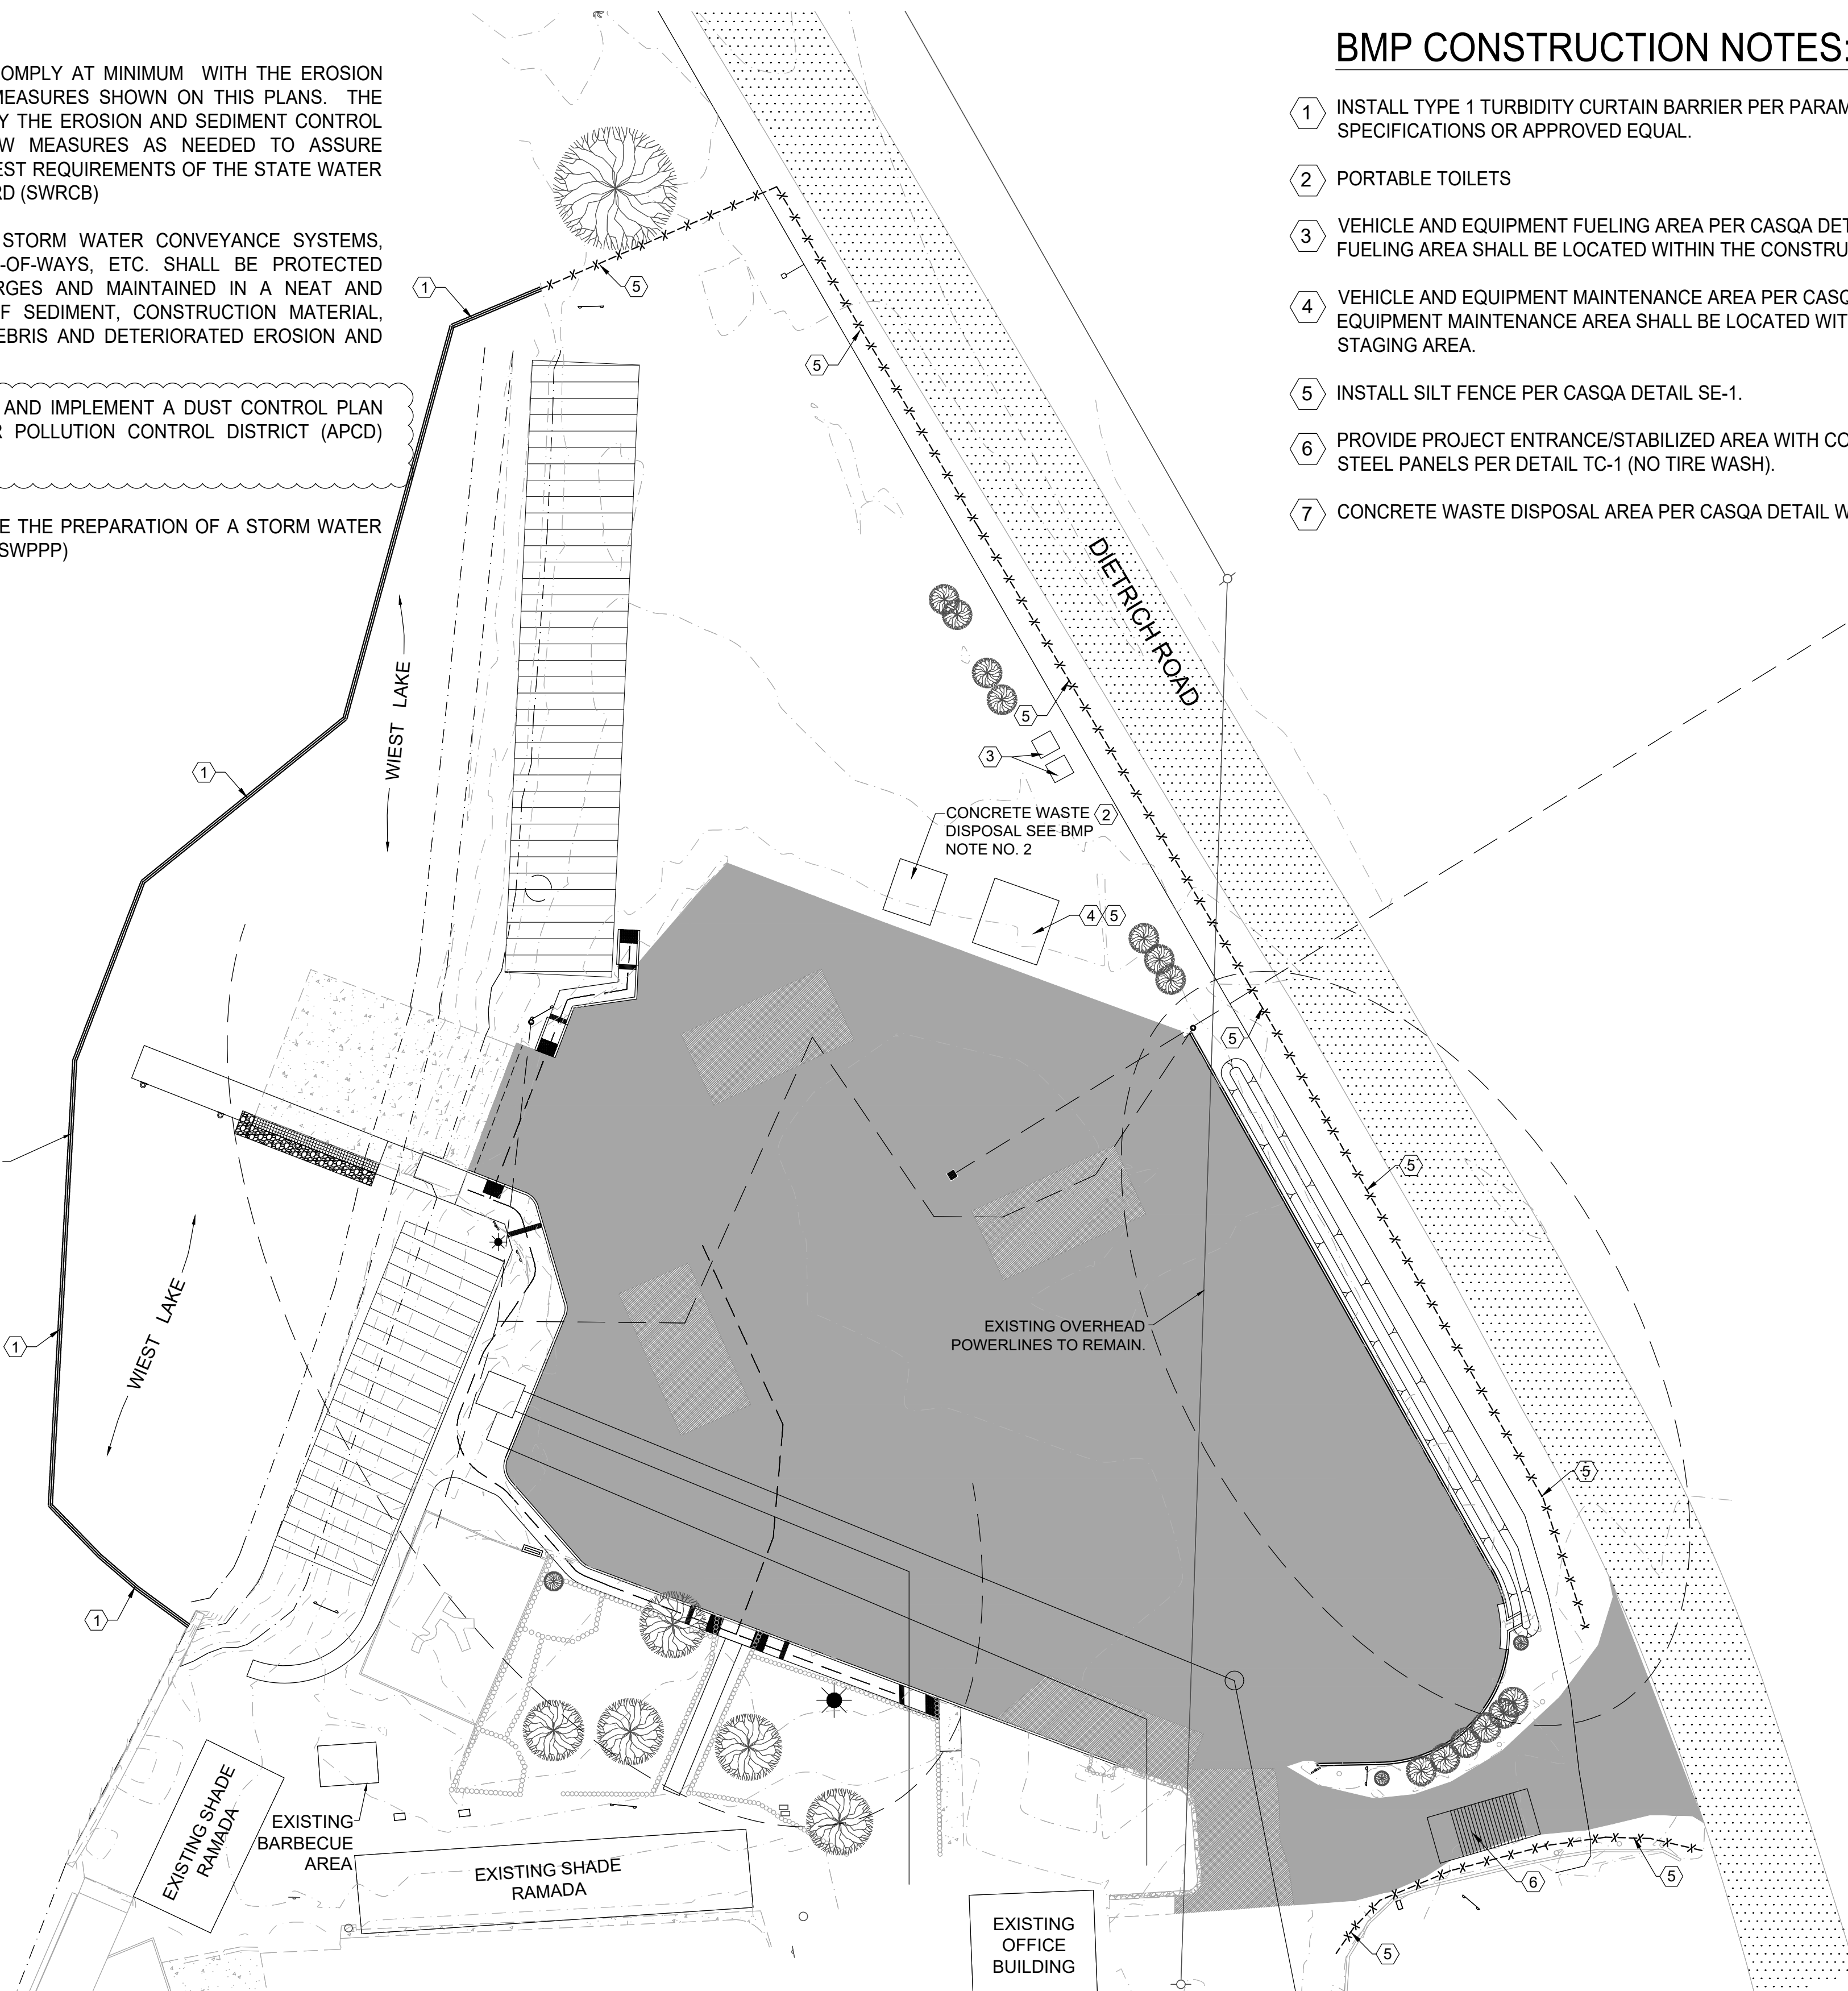 OMPLY AT MINIMUM WITH THE EROSION
MEASURES SHOWN ON THIS PLANS. THE
Y THE EROSION AND SEDIMENT CONTROL
W MEASURES AS NEEDED TO ASSURE
EST REQUIREMENTS OF THE STATE WATER
RD (SWRCB)
STORM WATER CONVEYANCE SYSTEMS,
-OF-WAYS, ETC. SHALL BE PROTECTED
RGES AND MAINTAINED IN A NEAT AND
F SEDIMENT, CONSTRUCTION MATERIAL,
EBRIS AND DETERIORATED EROSION AND
AND IMPLEMENT A DUST CONTROL PLAN
R POLLUTION CONTROL DISTRICT (APCD)
E THE PREPARATION OF A STORM WATER
SWPPP)
BMP CONSTRUCTION NOTES:
1 INSTALL TYPE 1 TURBIDITY CURTAIN BARRIER PER PARAM
SPECIFICATIONS OR APPROVED EQUAL.
2 PORTABLE TOILETS
3 VEHICLE AND EQUIPMENT FUELING AREA PER CASQA DET
FUELING AREA SHALL BE LOCATED WITHIN THE CONSTRU
4 VEHICLE AND EQUIPMENT MAINTENANCE AREA PER CASQ
EQUIPMENT MAINTENANCE AREA SHALL BE LOCATED WIT
STAGING AREA.
5 INSTALL SILT FENCE PER CASQA DETAIL SE-1.
6 PROVIDE PROJECT ENTRANCE/STABILIZED AREA WITH CO
STEEL PANELS PER DETAIL TC-1 (NO TIRE WASH).
7 CONCRETE WASTE DISPOSAL AREA PER CASQA DETAIL W
1
5
5
DIETRICH ROAD
WIEST LAKE
5
1
3
CONCRETE WASTE 2
DISPOSAL SEE BMP
NOTE NO. 2
4 5
5
5
WIEST LAKE
1
EXISTING OVERHEAD
POWERLINES TO REMAIN.
5
1
EXISTING SHADE
RAMADA
EXISTING
BARBECUE
AREA
EXISTING SHADE
RAMADA
6
5
EXISTING
OFFICE
BUILDING
5